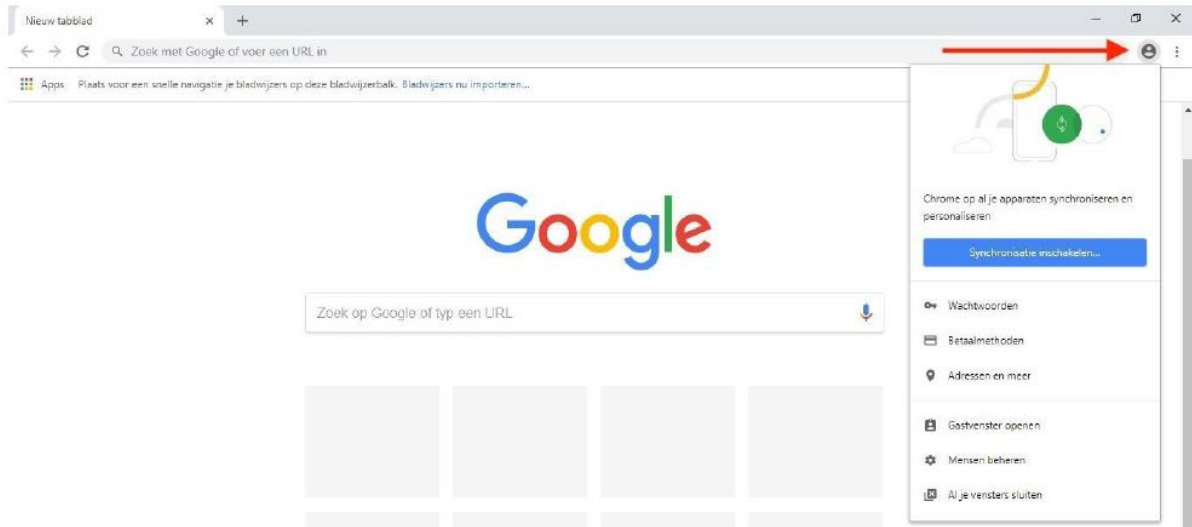 Nieuw tabblad
Zoek met Google of voer een URL in
Apps Plaats voor een snelle navigatie je bladwijzers op deze bladwijzerbalk. Bladwijzers nu importeren...
Google
Zoek op Google of typ een URL
Chrome op al je apparaten synchroniseren en
personaliseren
Synchronisatie inschakelen...
Wachtwoorden
Betaalmethoden
Adressen en meer
Gastvenster openen
Mensen beheren
Al je vensters sluiten